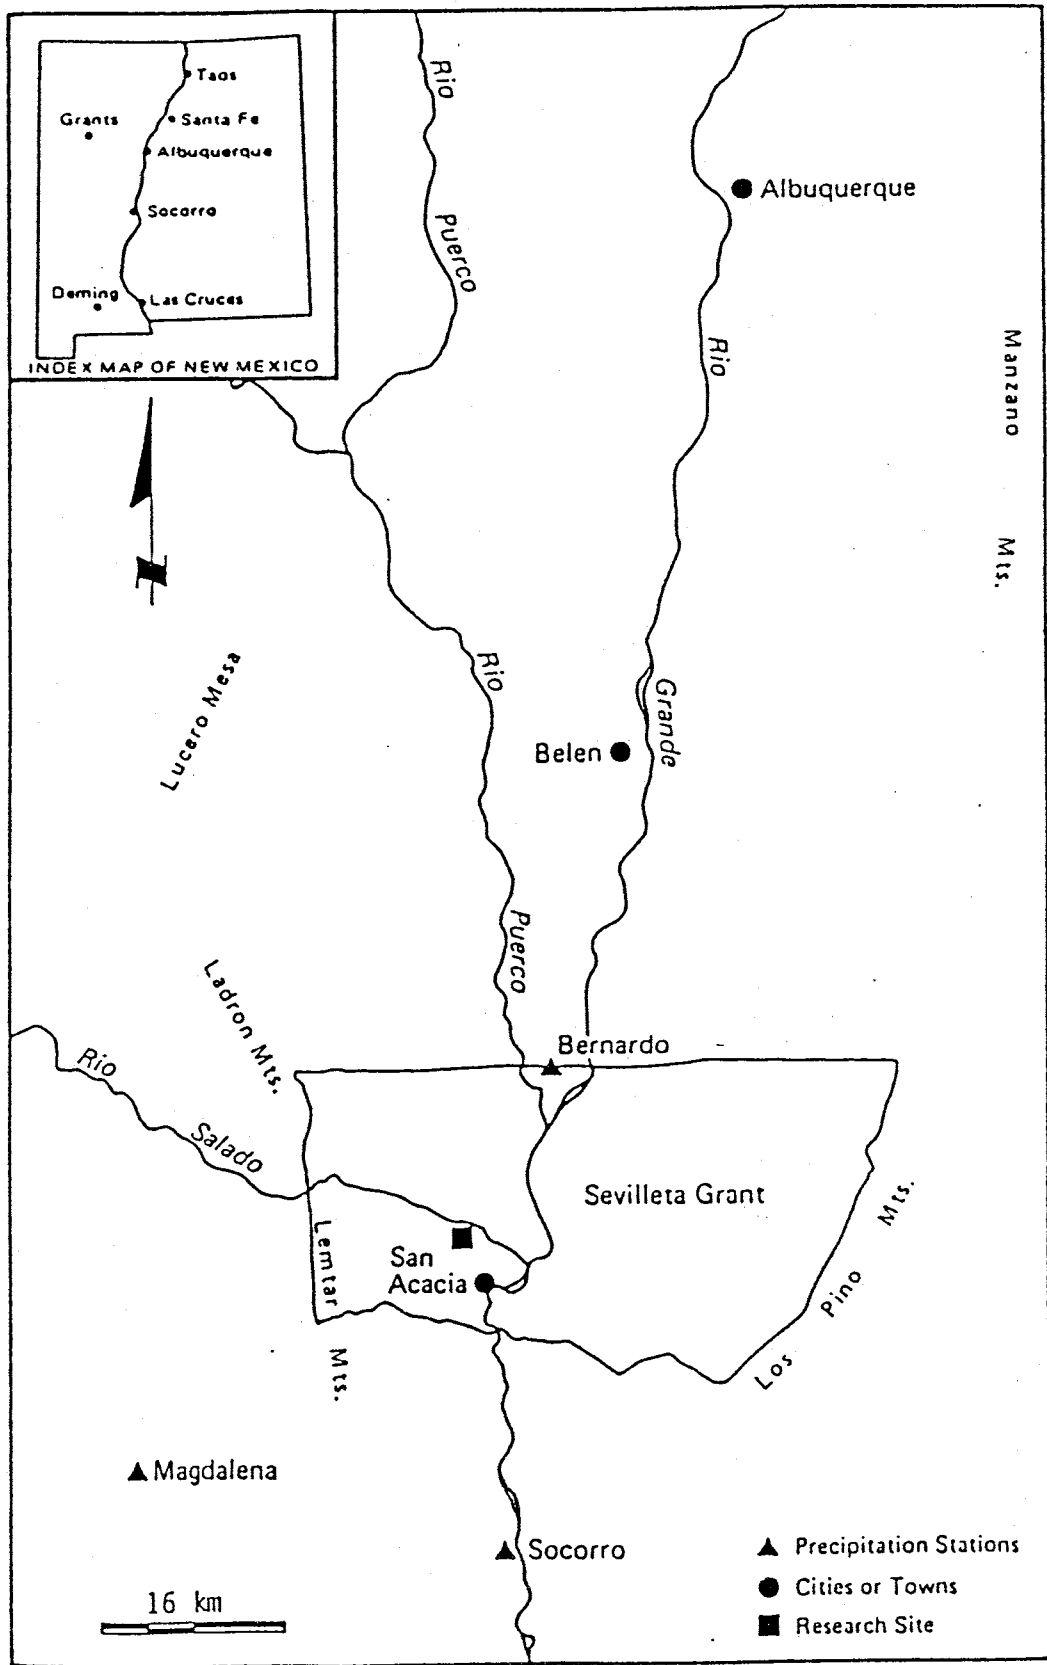 Taos
Grants
Santa Fe
Albuquerque
Socorro
Deming
Las Cruces
INDEX MAP OF NEW MEXICO
Rio
Puerco
Albuquerque
Rio
Manzano
Mts.
Lucero Mesa
Rio
Grande
Belen
Puerco
Ladron Mts.
Bernardo
Rio
Salado
Sevilleta Grant
Mts.
Lemtar
San
Acacia
Pino
Los
Mts.
Magdalena
Socorro
Precipitation Stations
Cities or Towns
Research Site
16 km